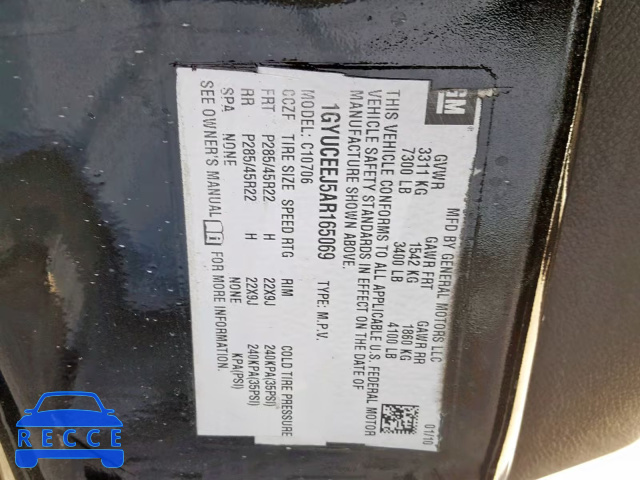 GM
MFD BY GENERAL MOTORS LLC
01/10
GVWR GAWR FRT GAWR RR
3311 KG 1542 KG 1860 KG
7300 LB 3400 LB 4100 LB
THIS VEHICLE CONFORMS TO ALL APPLICABLE U.S. FEDERAL MOTOR
VEHICLE SAFETY STANDARDS IN EFFECT ON THE DATE OF
MANUFACTURE SHOWN ABOVE.
1GYUCEEJ5AR165069
TYPE: M.P.V.
MODEL: C10706
CCZF TIRE SIZE SPEED RTG RIM COLD TIRE PRESSURE
FRT P285/45R22 H 22X9J 240KPA(35PSI)
RR P285/45R22 H 22X9J 240KPA(35PSI)
SPA NONE NONE KPA(PSI)
SEE OWNER'S MANUAL FOR MORE INFORMATION.
RECCE